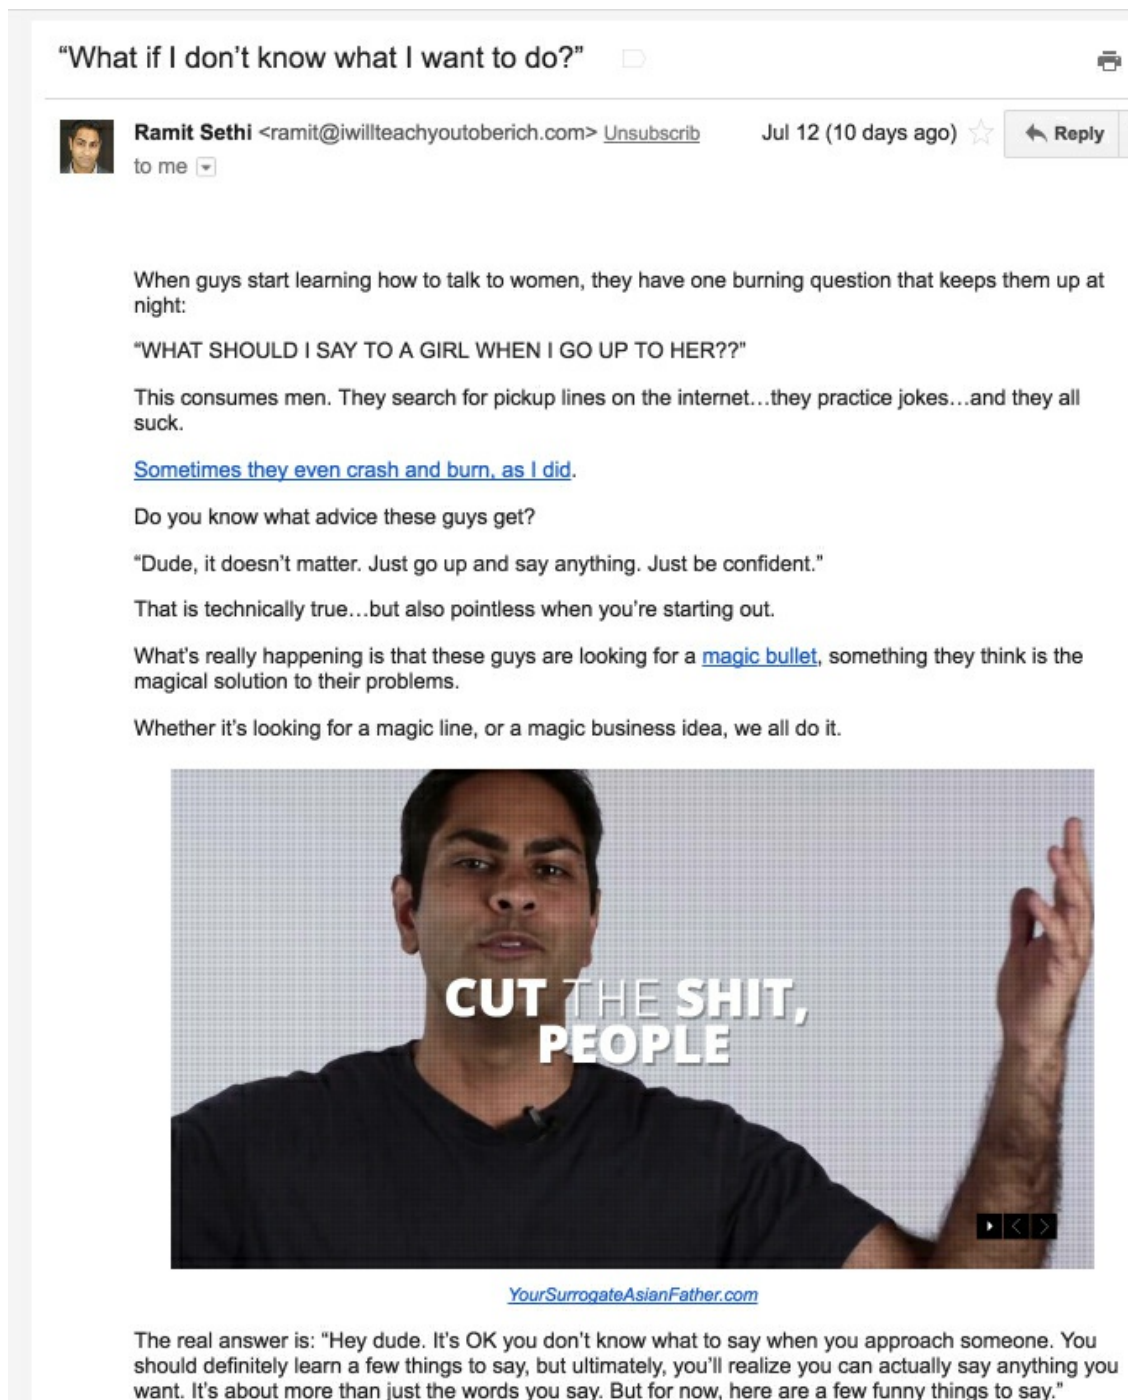 “What if I don’t know what I want to do?”
Ramit Sethi <ramit@iwillteachyoutoberich.com> Unsubscrib
Jul 12 (10 days ago)
Reply
to me
When guys start learning how to talk to women, they have one burning question that keeps them up at
night:
“WHAT SHOULD I SAY TO A GIRL WHEN I GO UP TO HER??”
This consumes men. They search for pickup lines on the internet…they practice jokes…and they all
suck.
Sometimes they even crash and burn, as I did.
Do you know what advice these guys get?
“Dude, it doesn’t matter. Just go up and say anything. Just be confident.”
That is technically true…but also pointless when you’re starting out.
What’s really happening is that these guys are looking for a magic bullet, something they think is the
magical solution to their problems.
Whether it’s looking for a magic line, or a magic business idea, we all do it.
CUT THE SHIT,
PEOPLE
YourSurrogateAsianFather.com
The real answer is: “Hey dude. It’s OK you don’t know what to say when you approach someone. You
should definitely learn a few things to say, but ultimately, you’ll realize you can actually say anything you
want. It’s about more than just the words you say. But for now, here are a few funny things to say.”